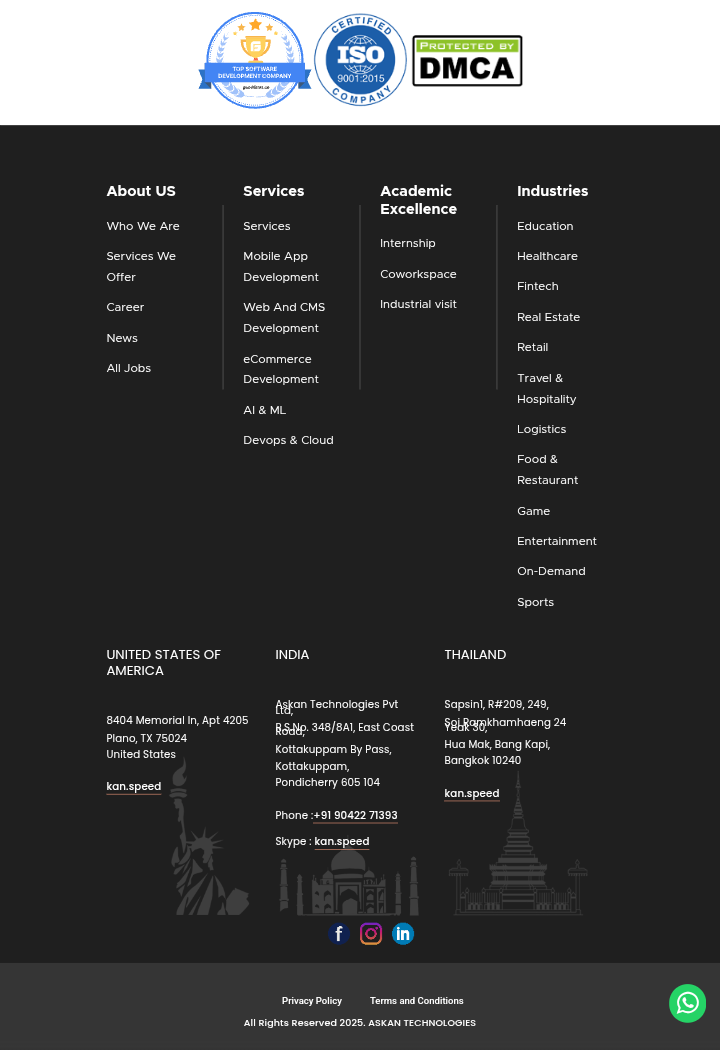 TOP SOFTWARE
DEVELOPMENT COMPANY
CERTIFIED
ISO
9001:2015
COMPANY
PROTECTED BY
DMCA
About US
Who We Are
Services We
Offer
Career
News
All Jobs
Services
Services
Mobile App
Development
Web And CMS
Development
eCommerce
Development
AI & ML
Devops & Cloud
Academic
Excellence
Internship
Coworkspace
Industrial visit
Industries
Education
Healthcare
Fintech
Real Estate
Retail
Travel &
Hospitality
Logistics
Food &
Restaurant
Game
Entertainment
On-Demand
Sports
UNITED STATES OF
AMERICA
8404 Memorial ln, Apt 4205
Plano, TX 75024
United States
kan.speed
INDIA
Askan Technologies Pvt
Ltd,
R.S.No. 348/8A1, East Coast
Road,
Kottakuppam By Pass,
Kottakuppam,
Pondicherry 605 104
Phone :+91 90422 71393
Skype : kan.speed
THAILAND
Sapsin1, R#209, 249,
Soi Ramkhamhaeng 24
Yeak 30,
Hua Mak, Bang Kapi,
Bangkok 10240
kan.speed
Privacy Policy
Terms and Conditions
All Rights Reserved 2025. ASKAN TECHNOLOGIES